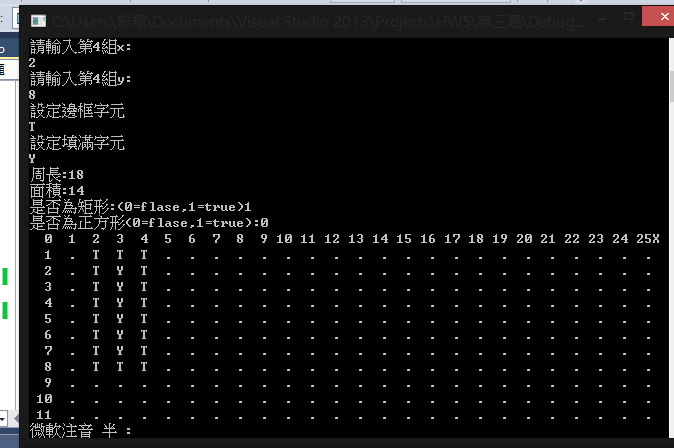 C:\Users\郁翔\Documents\Visual Studio 2013\Projects\HW5\第三題\Debug...
請輸入第4組x:
2
請輸入第4組y:
8
設定邊框字元
T
設定填滿字元
Y
周長:18
面積:14
是否為矩形:(0=flase,1=true)1
是否為正方形(0=flase,1=true):0
0 1 2 3 4 5 6 7 8 9 10 11 12 13 14 15 16 17 18 19 20 21 22 23 24 25X
1 . T T T . . . . . . . . . . . . . . . . . . . . .
2 . T Y T . . . . . . . . . . . . . . . . . . . . .
3 . T Y T . . . . . . . . . . . . . . . . . . . . .
4 . T Y T . . . . . . . . . . . . . . . . . . . . .
5 . T Y T . . . . . . . . . . . . . . . . . . . . .
6 . T Y T . . . . . . . . . . . . . . . . . . . . .
7 . T Y T . . . . . . . . . . . . . . . . . . . . .
8 . T T T . . . . . . . . . . . . . . . . . . . . .
9 . . . . . . . . . . . . . . . . . . . . . . . . .
10 . . . . . . . . . . . . . . . . . . . . . . . . .
11 . . . . . . . . . . . . . . . . . . . . . . . . .
微軟注音 半 :